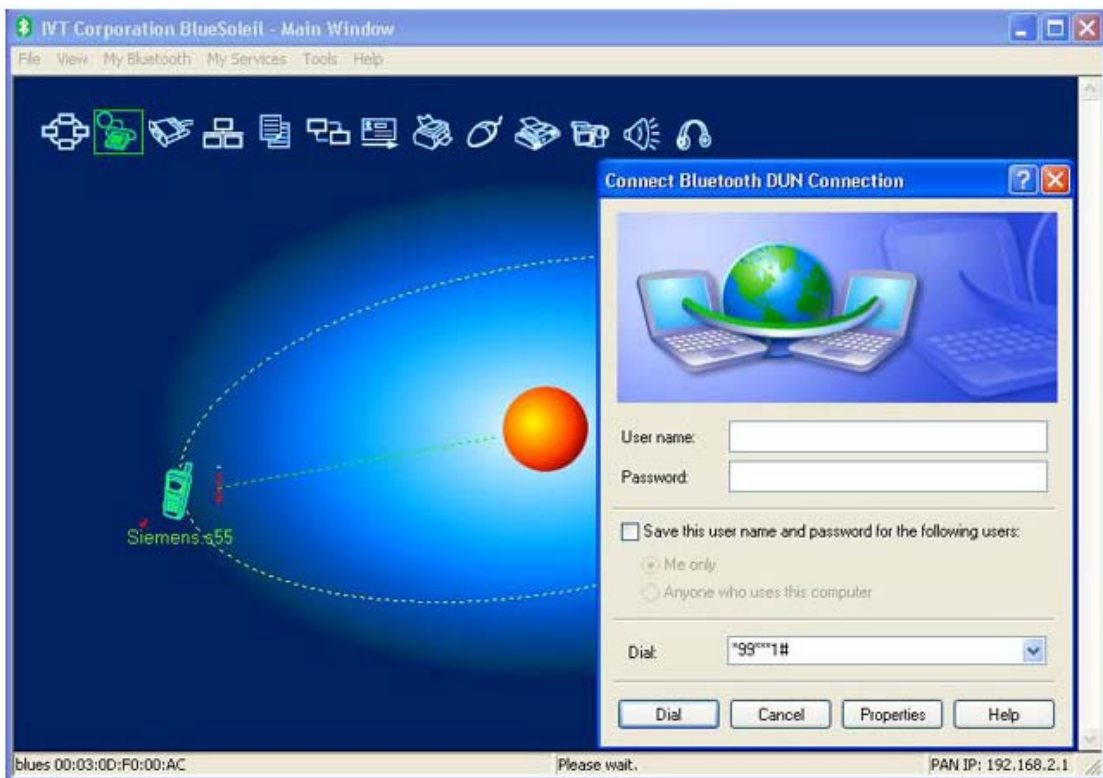 IVT Corporation BlueSoleil - Main Window
File View My Bluetooth My Services Tools Help
Connect Bluetooth DUN Connection
User name:
Password:
Save this user name and password for the following users:
Me only
Anyone who uses this computer
Dial: *99***1#
Dial Cancel Properties Help
Siemens.s55
blues 00:03:0D:F0:00:AC Please wait. PAN IP: 192.168.2.1